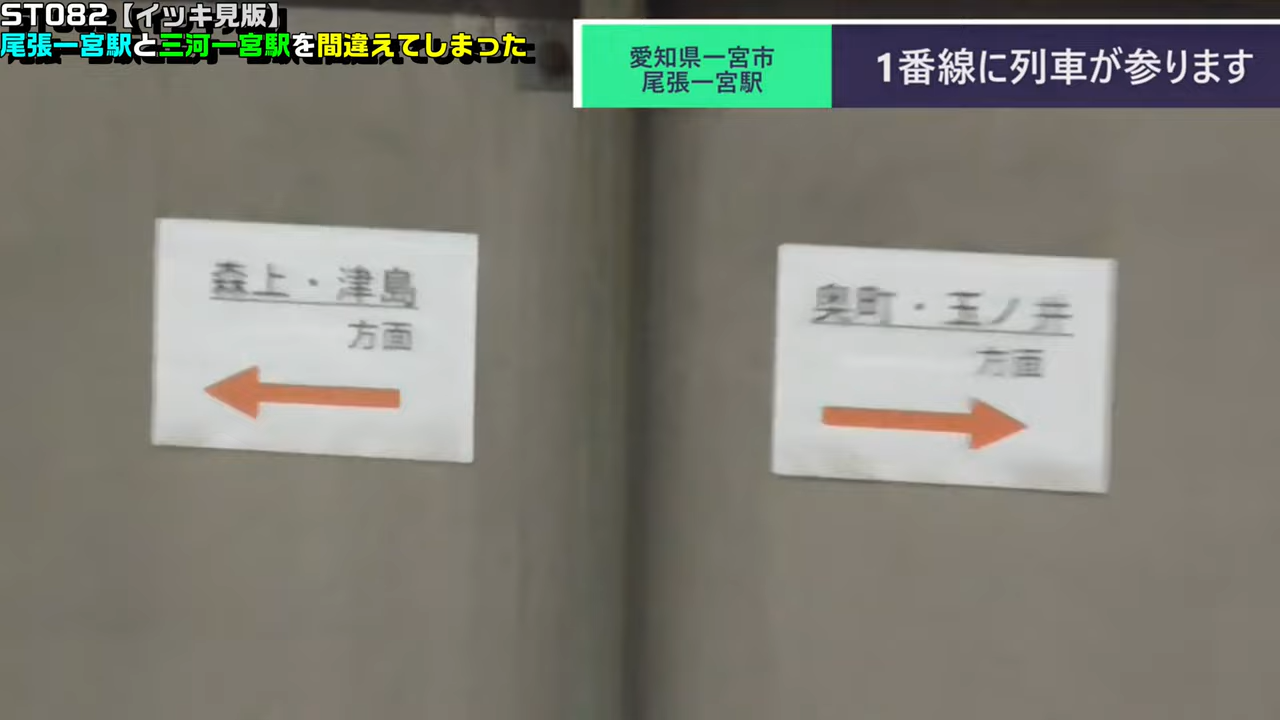 ST082【イッキ見版】
尾張一宮駅と三河一宮駅を間違えてしまった
愛知県一宮市
尾張一宮駅
1番線に列車が参ります
森上・津島
方面
奥町・玉ノ井
方面